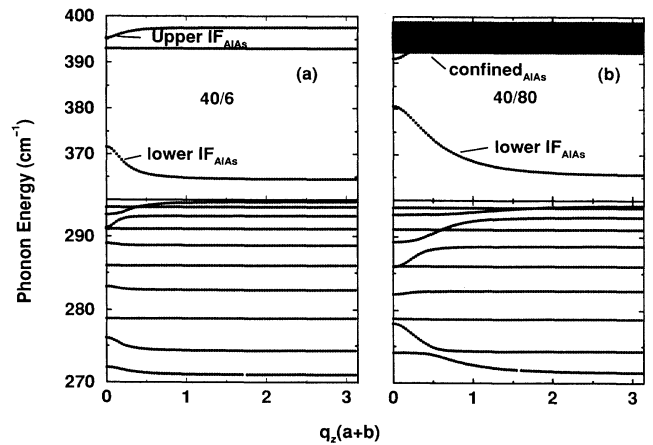 400
Upper IF_AlAs
390
(a)
confined_AlAs
(b)
40/6
40/80
380
lower IF_AlAs
lower IF_AlAs
370
Phonon Energy (cm⁻¹)
290
280
270
0 1 2 3
0 1 2 3
q_z(a+b)